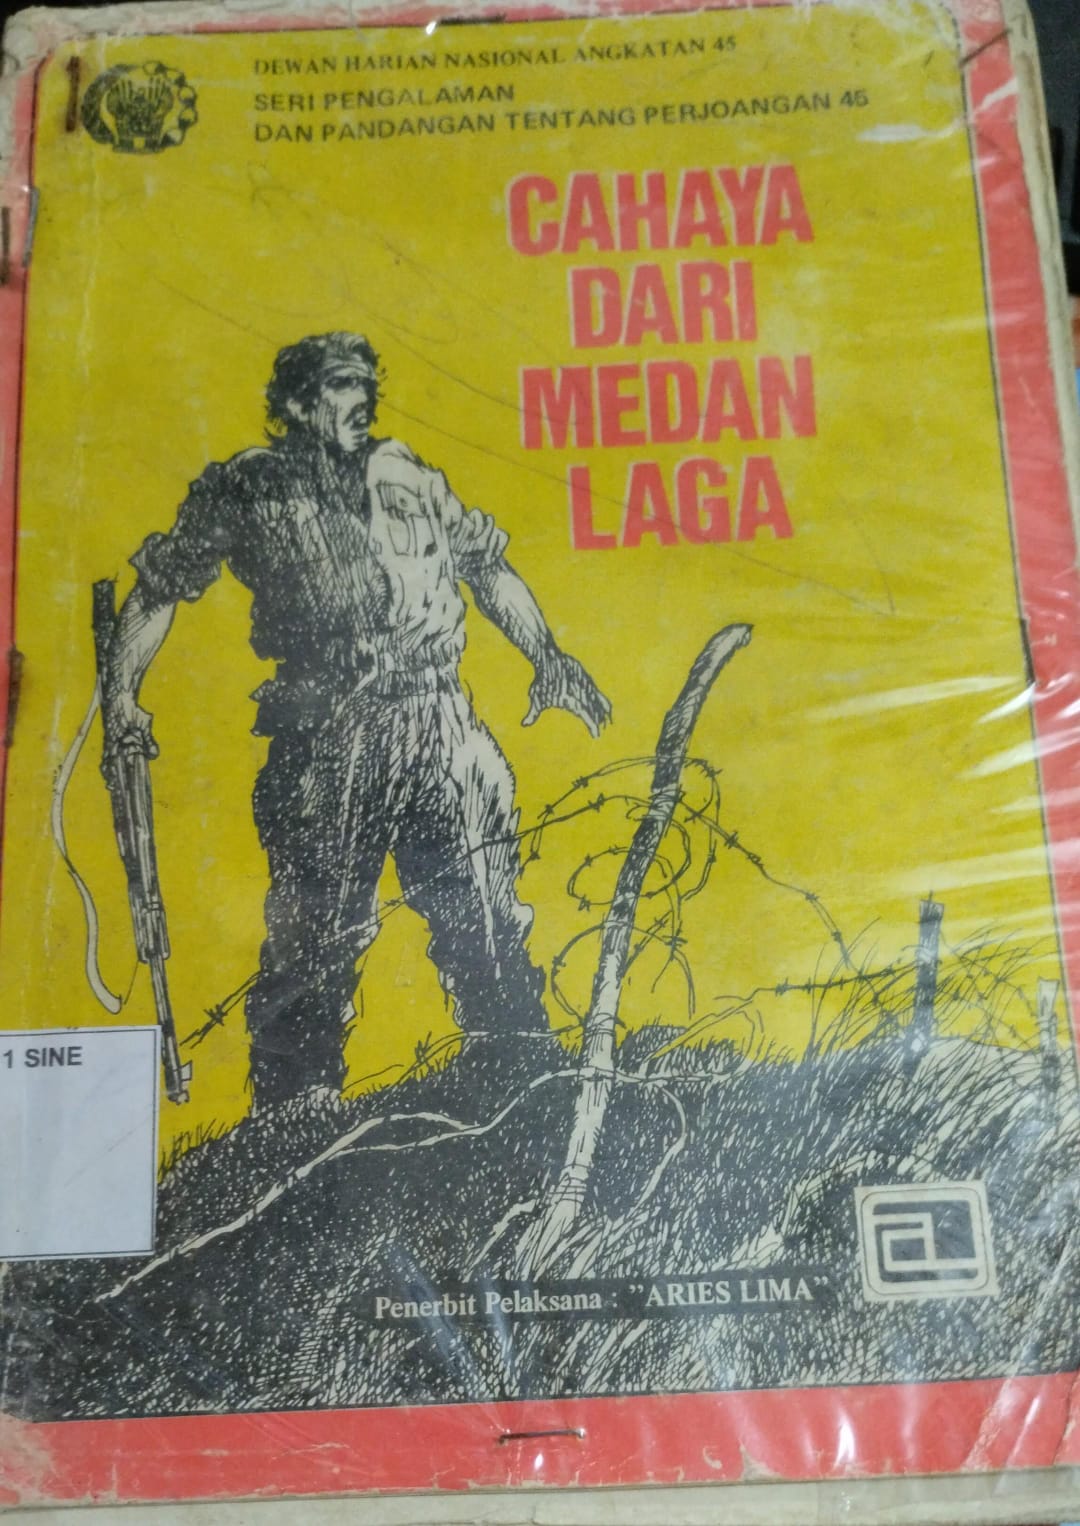 DEWAN HARIAN NASIONAL ANGKATAN 45
SERI PENGALAMAN
DAN PANDANGAN TENTANG PERJOANGAN 45
CAHAYA
DARI
MEDAN
LAGA
1 SINE
Penerbit Pelaksana : "ARIES LIMA"